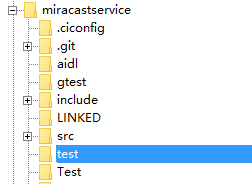 miracastservice
.ciconfig
.git
aidl
gtest
include
LINKED
src
test
Test